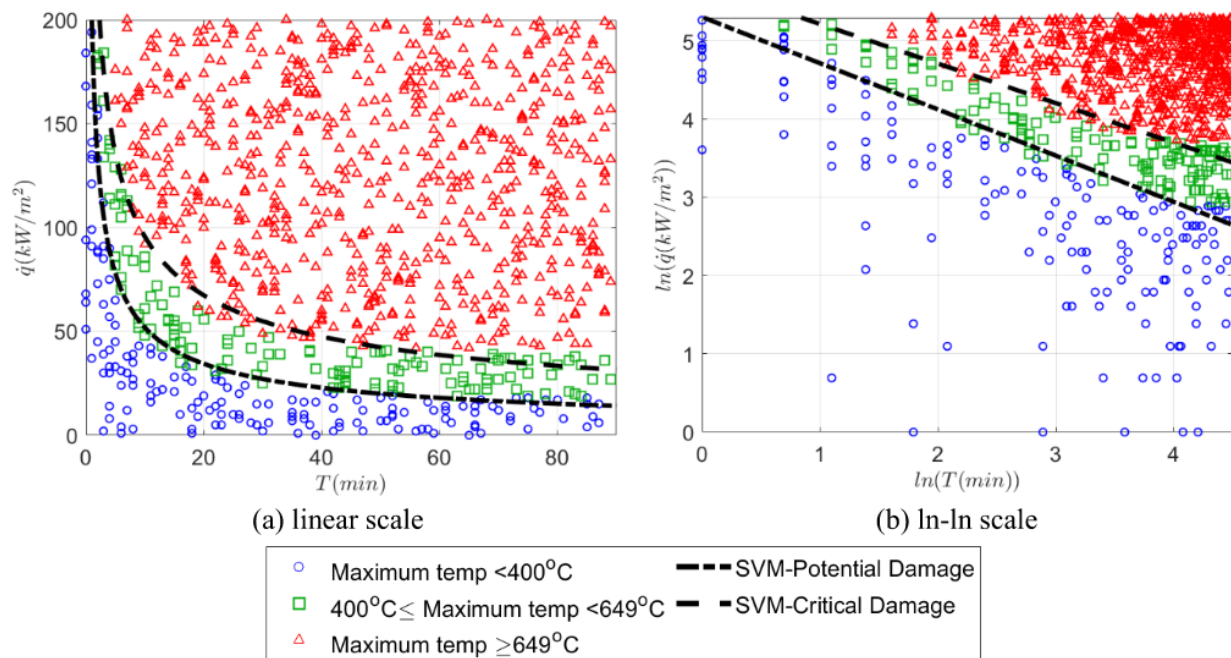 200
150
100
50
0
q̇(kW/m²)
0 20 40 60 80
T(min)
(a) linear scale
5
4
3
2
1
0
ln(q̇(kW/m²))
0 1 2 3 4
ln(T(min))
(b) ln-ln scale
Maximum temp <400°C
400°C≤ Maximum temp <649°C
Maximum temp ≥649°C
SVM-Potential Damage
SVM-Critical Damage